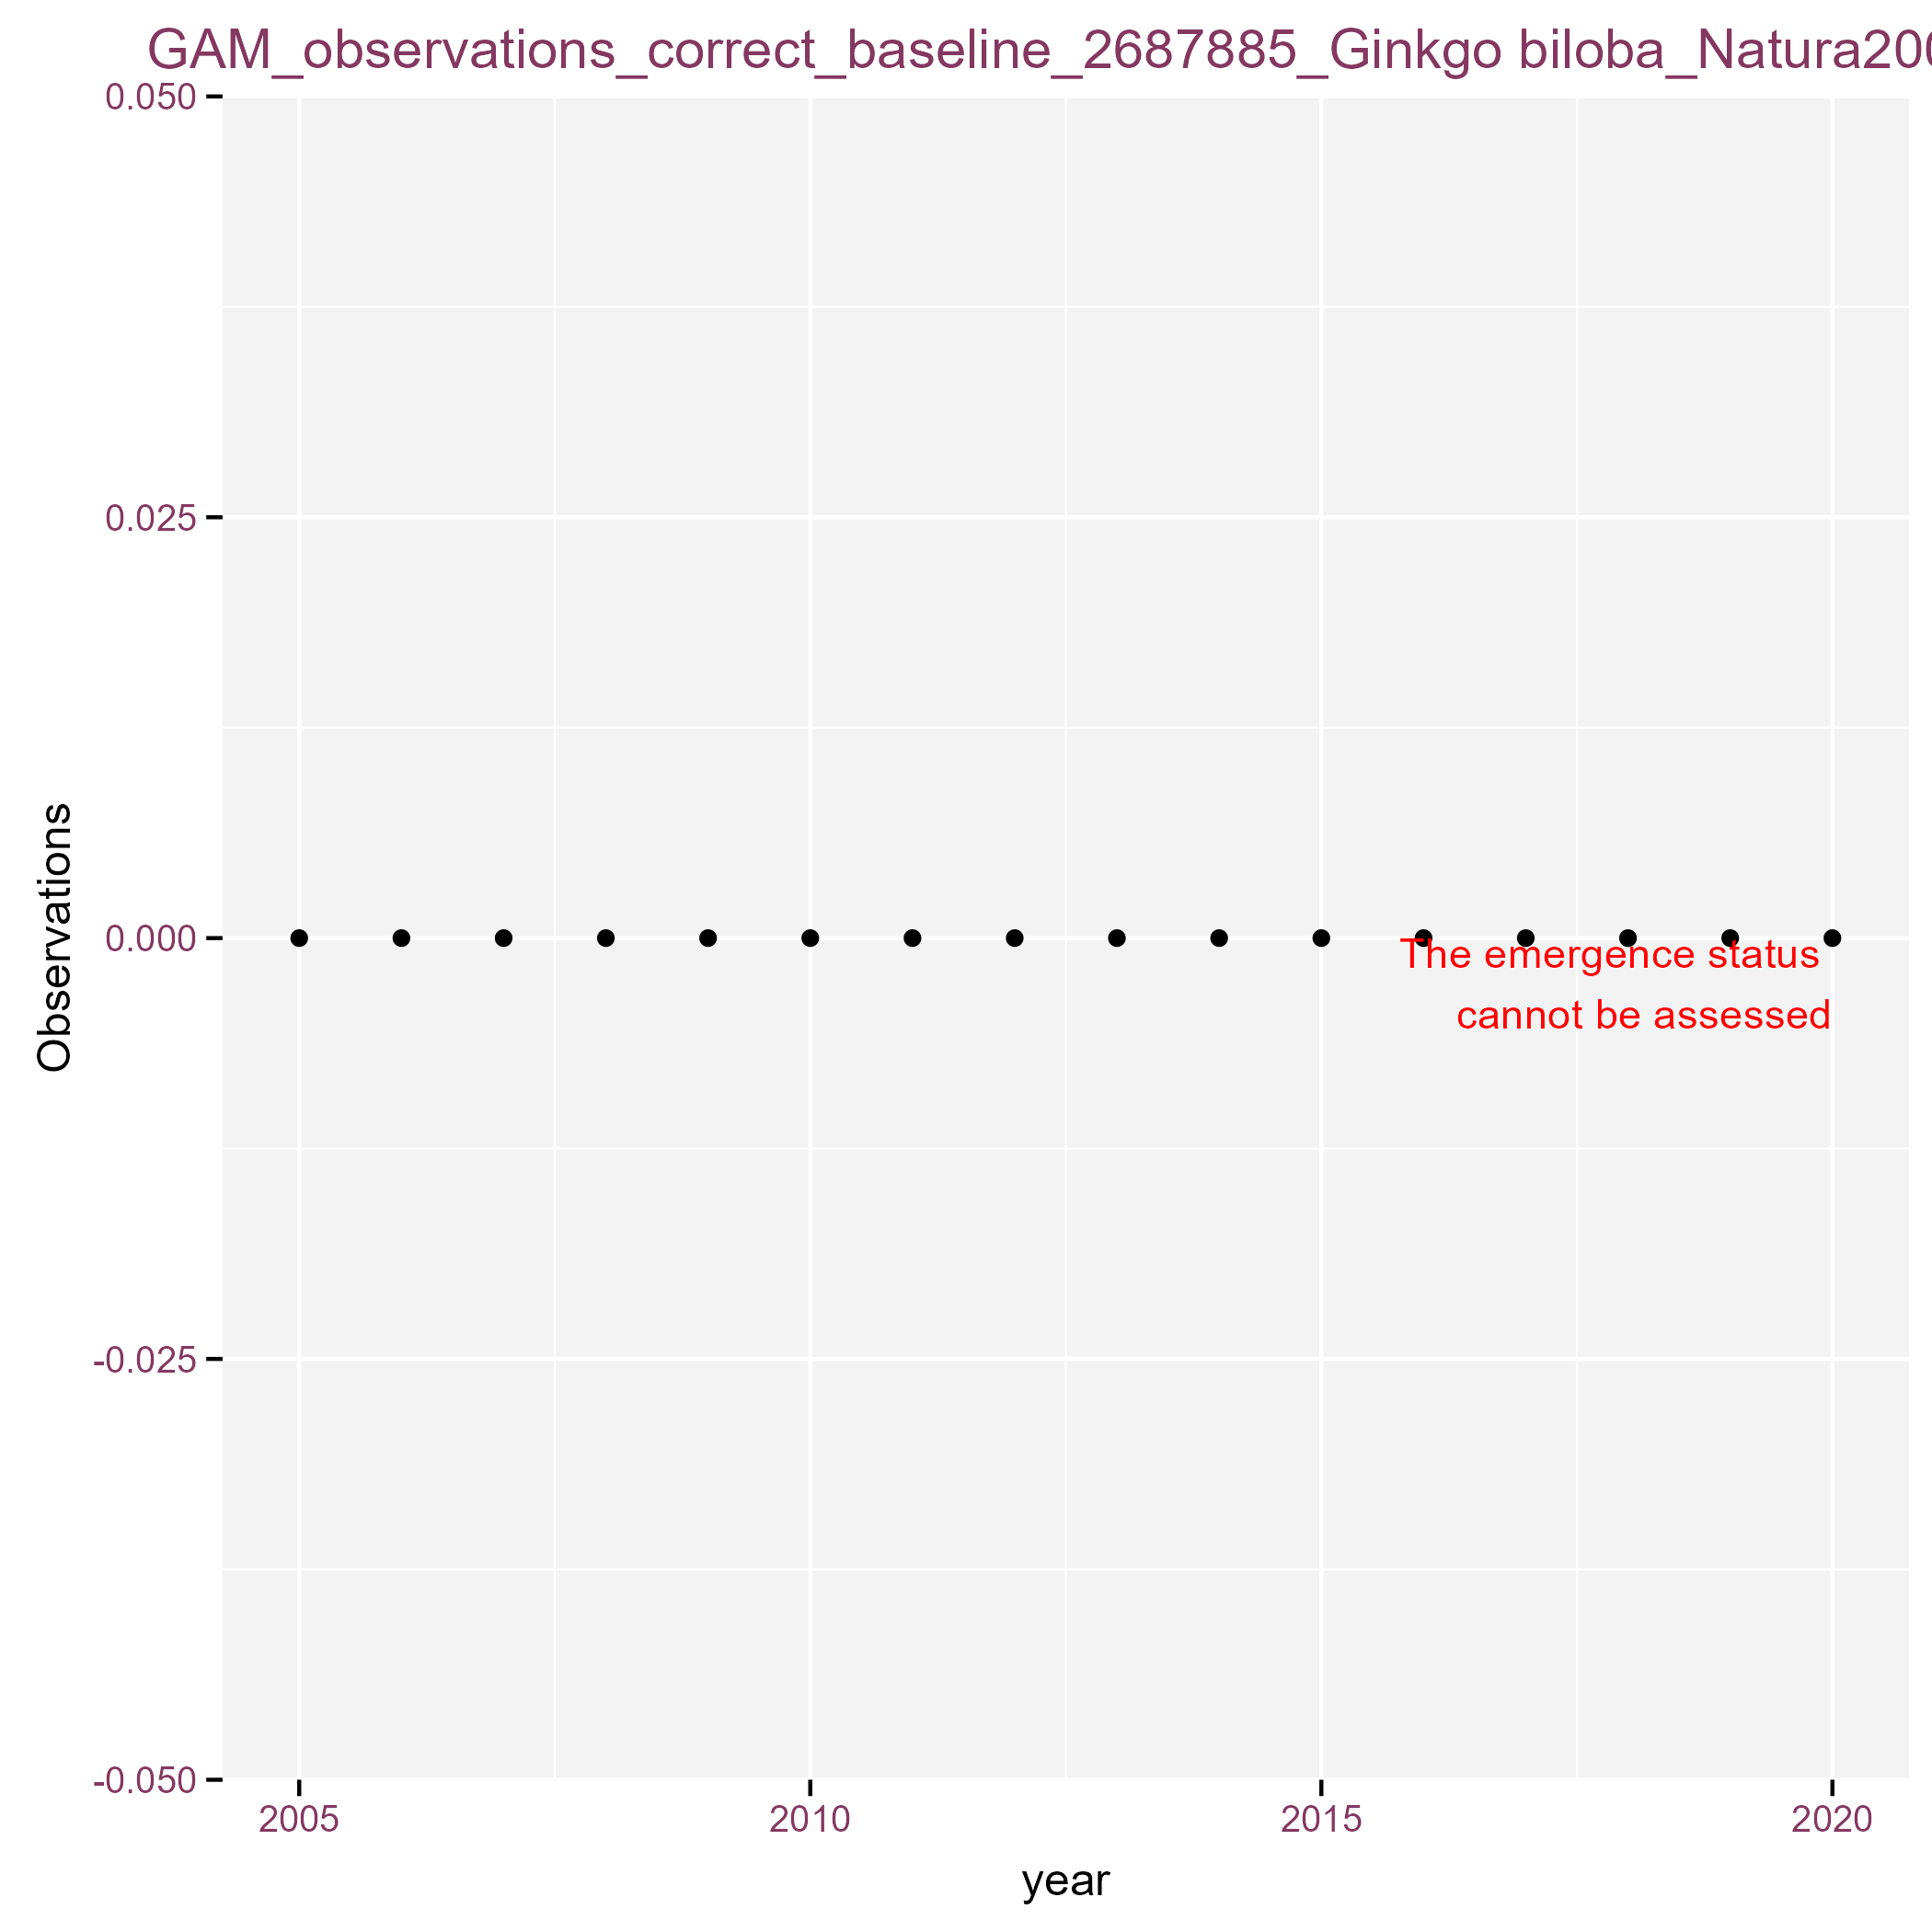 GAM_observations_correct_baseline_2687885_Ginkgo biloba_Natura200
0.050
0.025
0.000
-0.025
-0.050
Observations
The emergence status
cannot be assessed
2005 2010 2015 2020
year